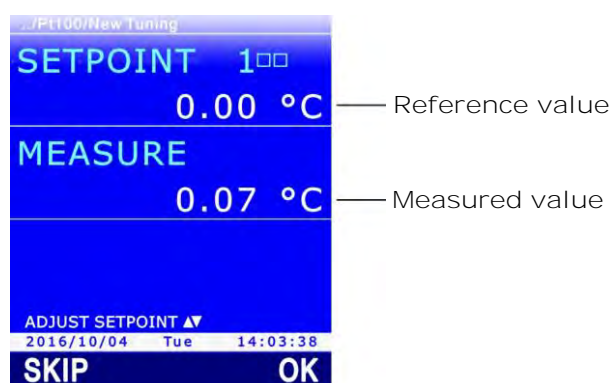 ../Pt100/New Tuning
SETPOINT 1□□
0.00 °C
Reference value
MEASURE
0.07 °C
Measured value
ADJUST SETPOINT ▲▼
2016/10/04 Tue 14:03:38
SKIP OK